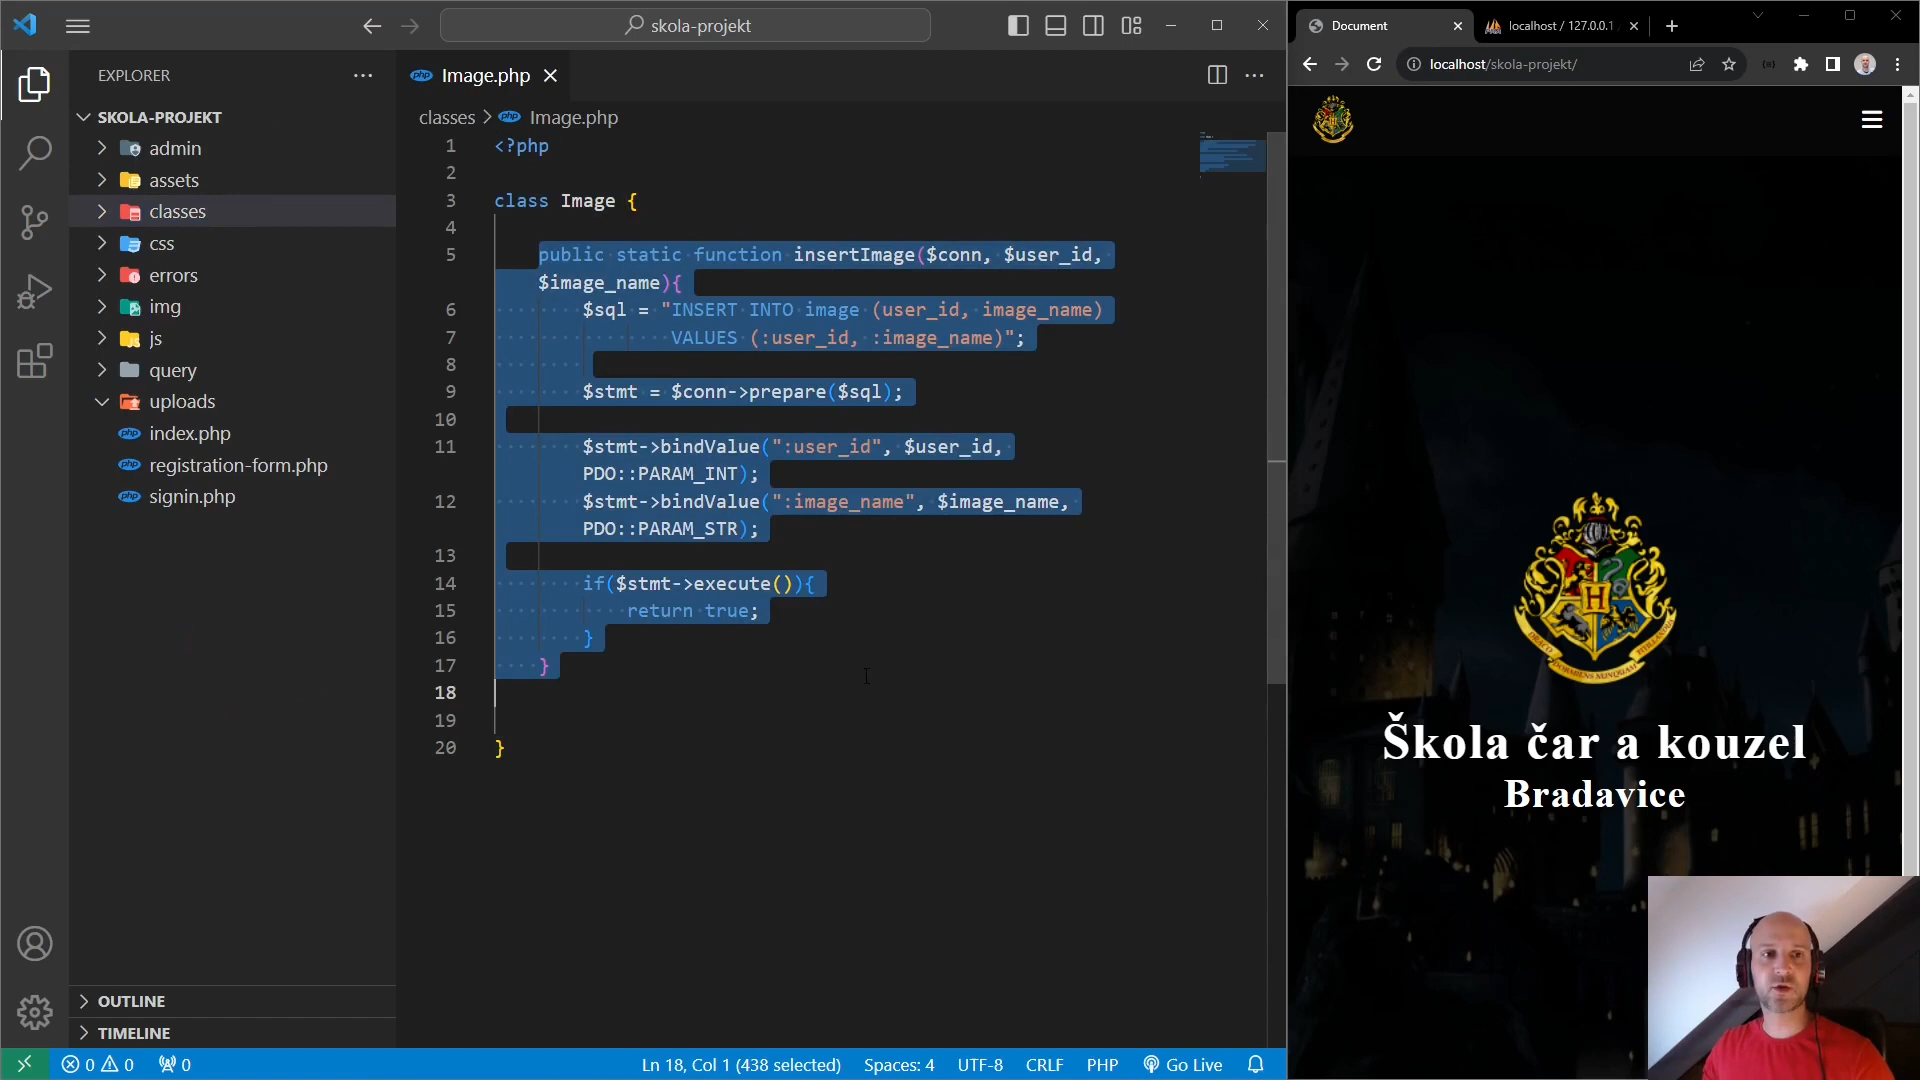 skola-projekt
EXPLORER
SKOLA-PROJEKT
admin
assets
classes
css
errors
img
js
query
uploads
index.php
registration-form.php
signin.php
OUTLINE
TIMELINE
Image.php
classes > Image.php
1 <?php
2
3 class Image {
4
5 public static function insertImage($conn, $user_id,
$image_name){
6 $sql = "INSERT INTO image (user_id, image_name)
7 VALUES (:user_id, :image_name)";
8
9 $stmt = $conn->prepare($sql);
10
11 $stmt->bindValue(":user_id", $user_id,
PDO::PARAM_INT);
12 $stmt->bindValue(":image_name", $image_name,
PDO::PARAM_STR);
13
14 if($stmt->execute()){
15 return true;
16 }
17 }
18
19
20 }
0 0 0
Ln 18, Col 1 (438 selected)
Spaces: 4
UTF-8
CRLF
PHP
Go Live
Document
localhost / 127.0.0.1
localhost/skola-projekt/
H
Škola čar a kouzel
Bradavice